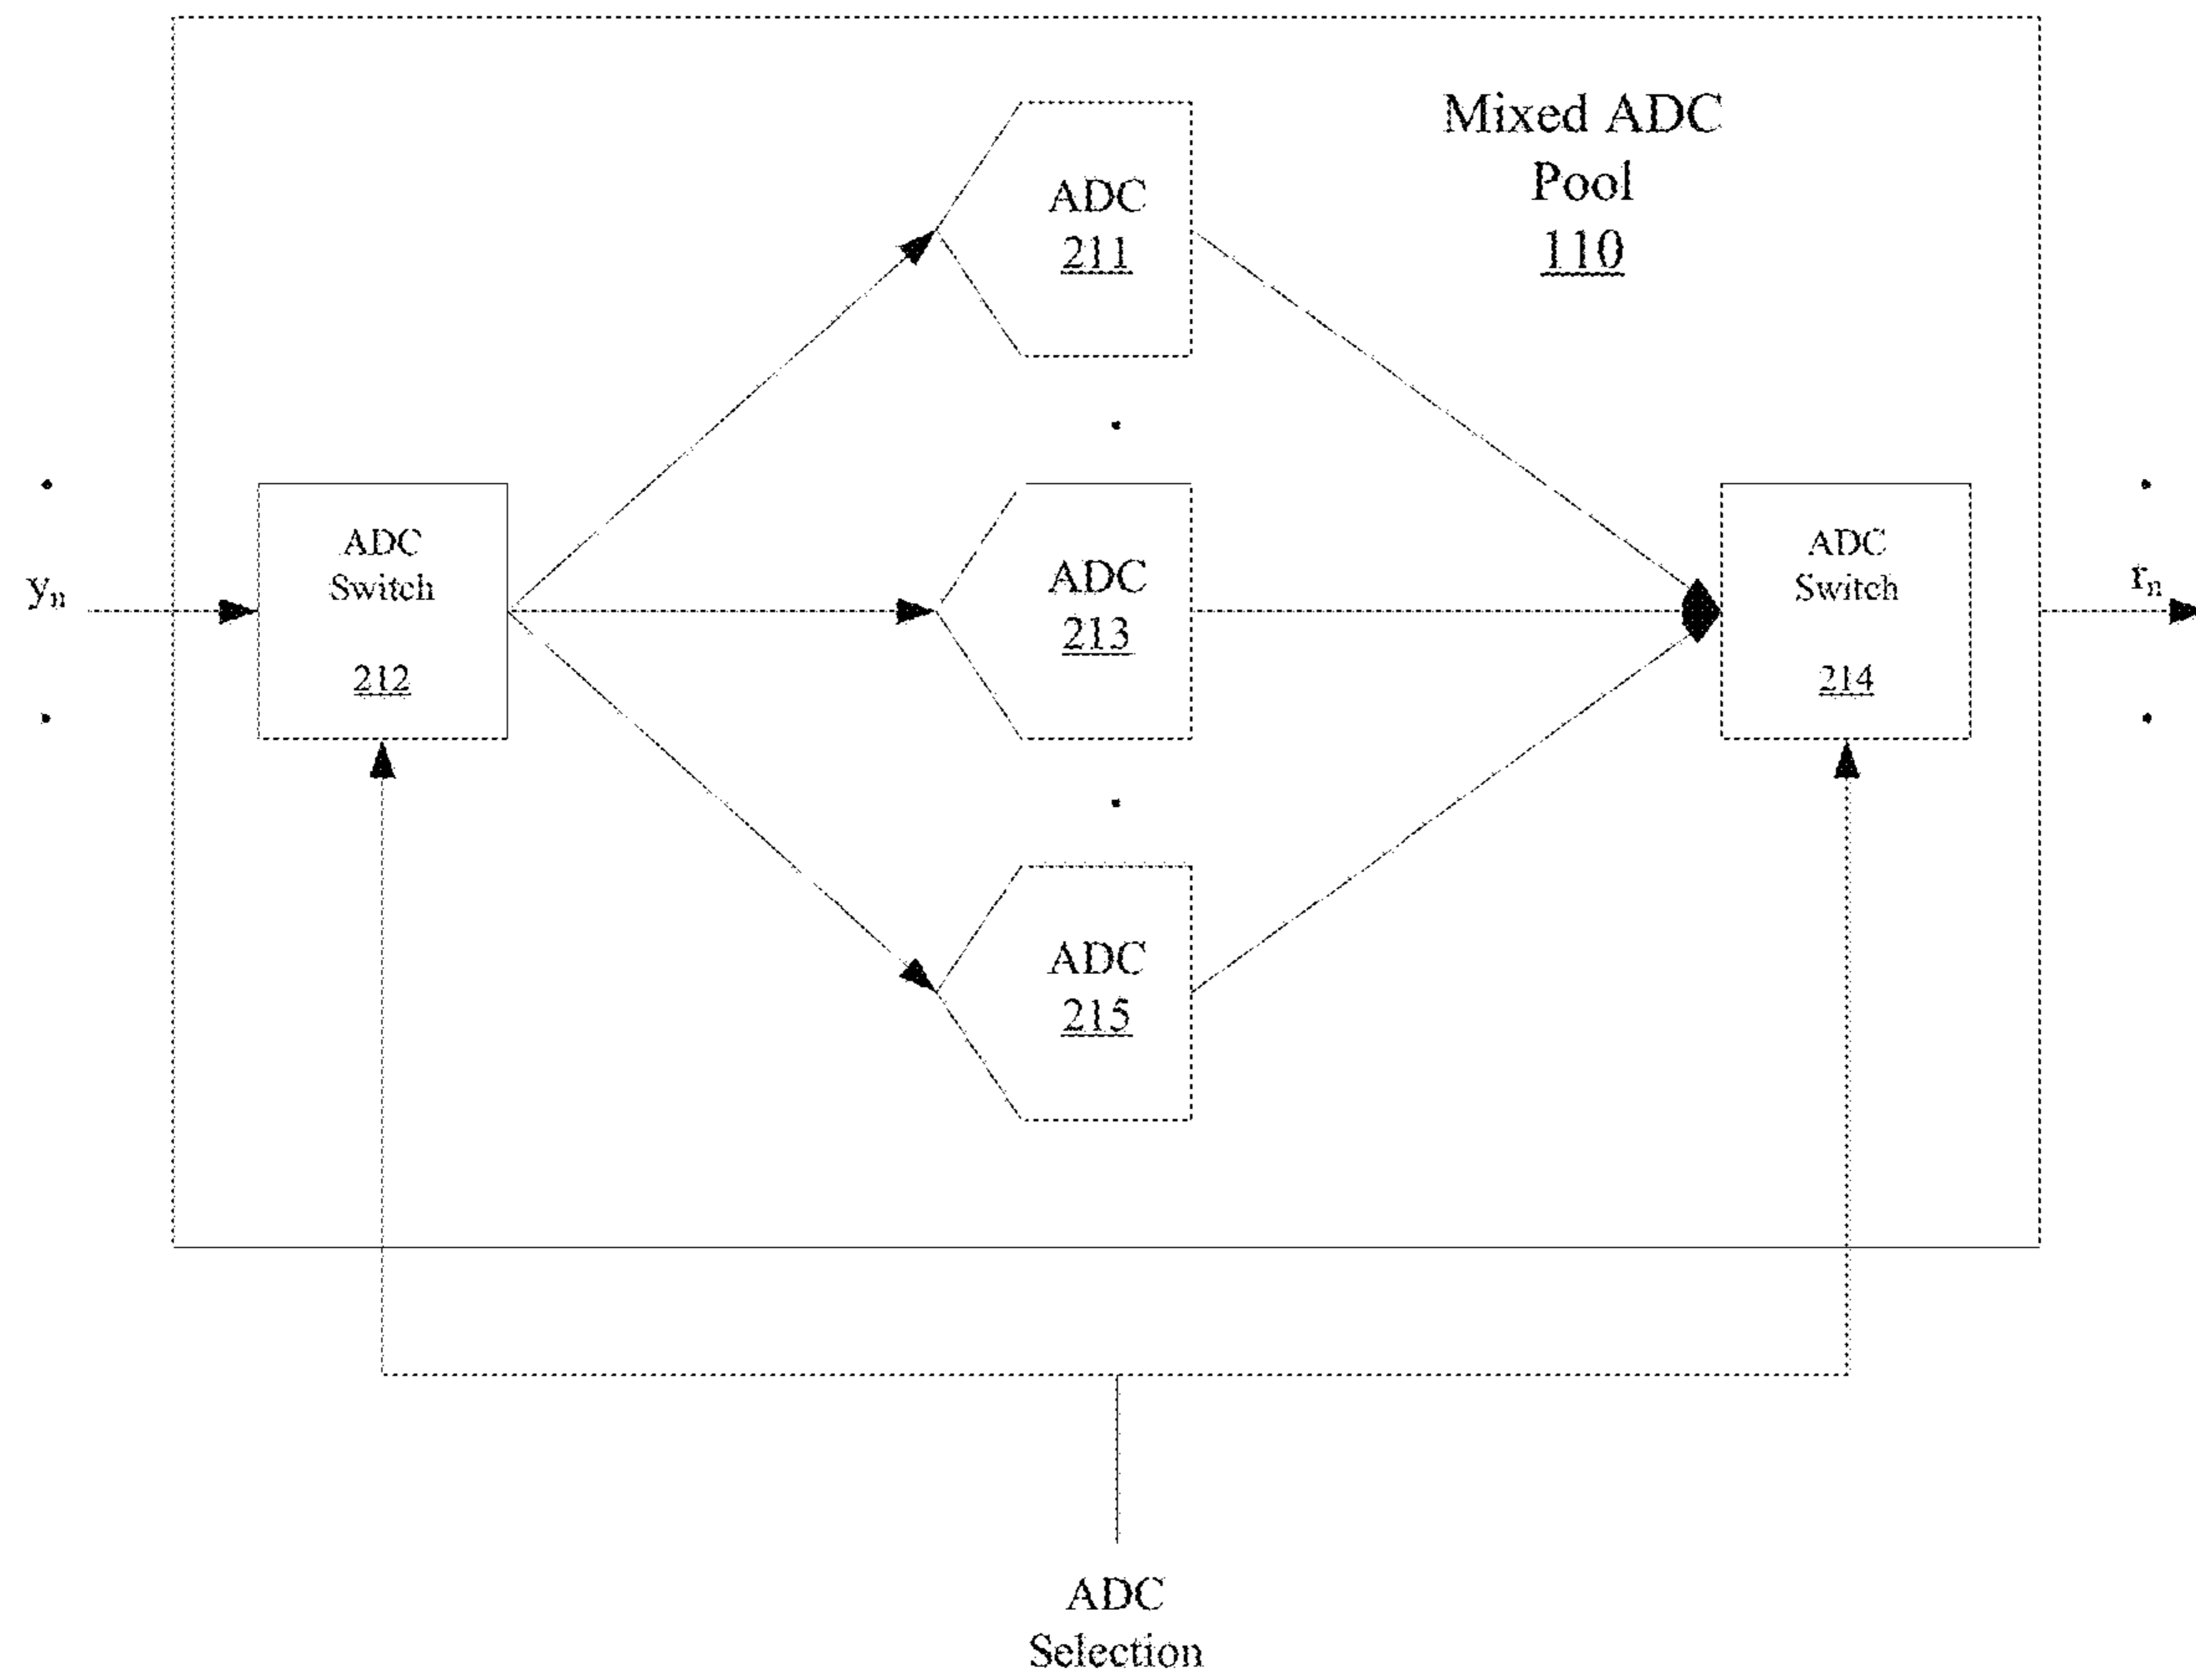 Mixed ADC
Pool
110
ADC
211
yₙ
ADC
Switch
212
ADC
213
ADC
Switch
214
rₙ
ADC
215
ADC
Selection